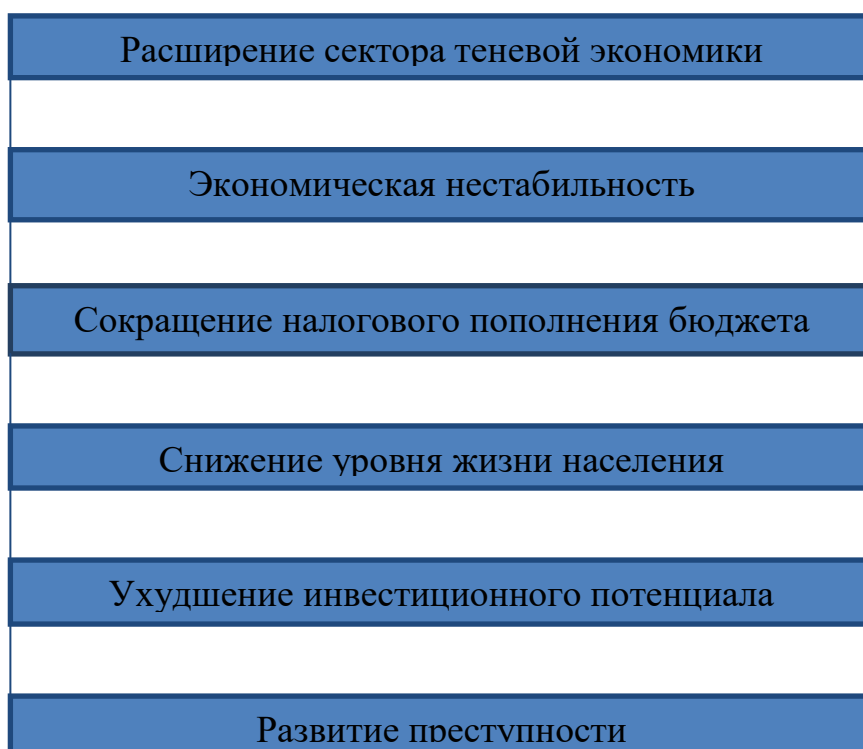 Расширение сектора теневой экономики
Экономическая нестабильность
Сокращение налогового пополнения бюджета
Снижение уровня жизни населения
Ухудшение инвестиционного потенциала
Развитие преступности